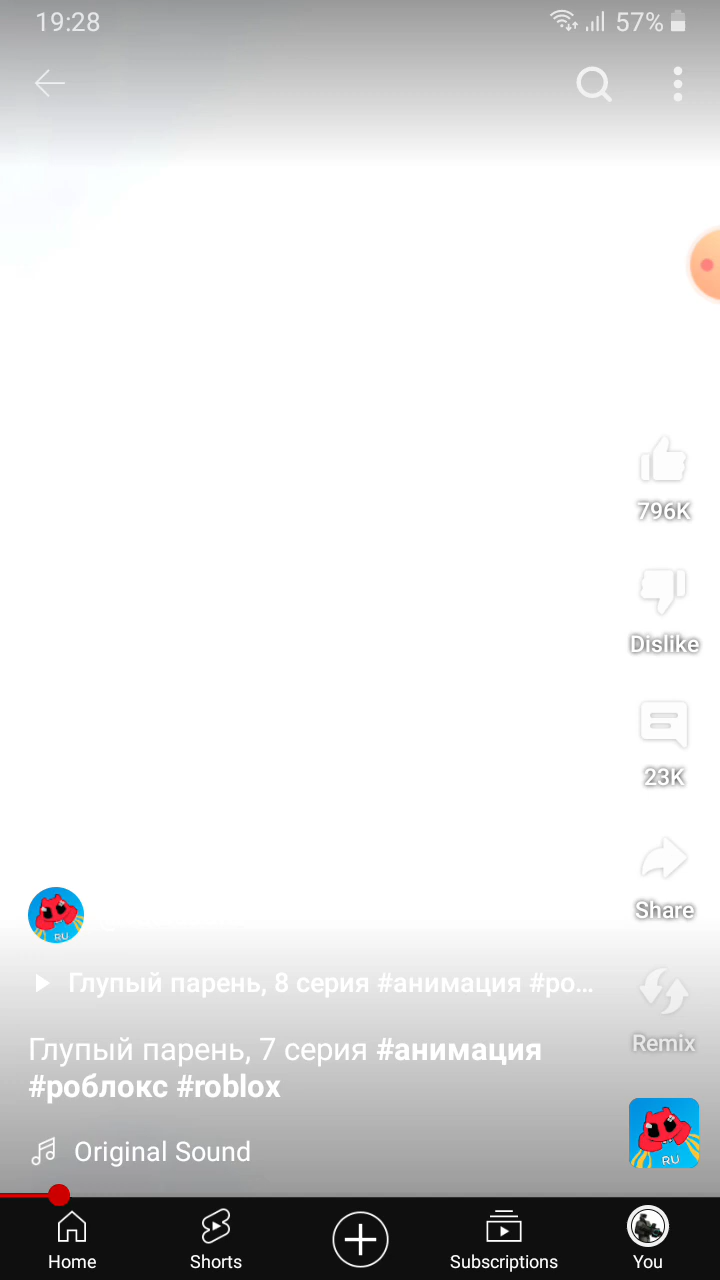 19:28
57%
796K
Dislike
23K
Share
RU
Глупый парень, 8 серия #анимация #ро...
Remix
Глупый парень, 7 серия #анимация
#роблокс #roblox
RU
Original Sound
Home
Shorts
Subscriptions
You